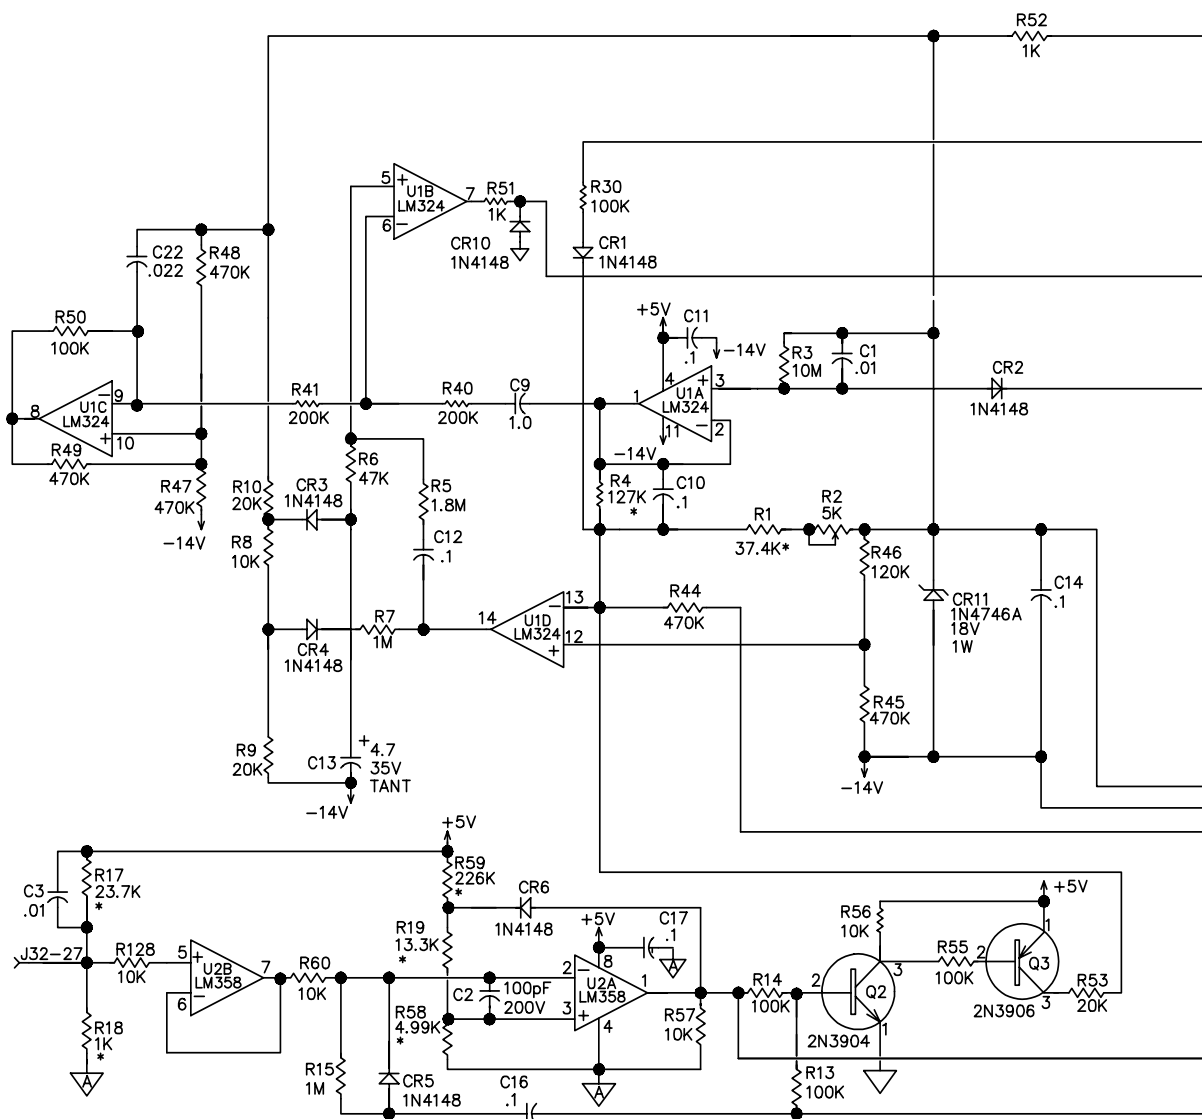 R52
1K
R30
100K
CR1
1N4148
5
+
U1B
LM324
6
−
7
R51
1K
CR10
1N4148
C22
.022
R48
470K
R50
100K
8
U1C
LM324
9
−
10
+
R49
470K
R47
470K
−14V
R41
200K
R40
200K
C9
1.0
+5V
C11
.1
−14V
4
1
U1A
LM324
3
+
2
−
11
−14V
R3
10M
C1
.01
CR2
1N4148
R6
47K
R5
1.8M
C12
.1
R10
20K
CR3
1N4148
R8
10K
CR4
1N4148
R7
1M
R4
127K
*
C10
.1
R1
37.4K*
R2
5K
R46
120K
CR11
1N4746A
18V
1W
C14
.1
14
U1D
LM324
13
−
12
+
R44
470K
R45
470K
−14V
R9
20K
C13
+
4.7
35V
TANT
−14V
+5V
C3
.01
R17
23.7K
*
J32-27
R128
10K
R18
1K
*
A
5
+
U2B
LM358
6
−
7
R60
10K
R59
226K
*
CR6
1N4148
R19
13.3K
*
C2
100pF
200V
R58
4.99K
*
R15
1M
CR5
1N4148
C16
.1
+5V
C17
.1
A
8
2
−
3
+
U2A
LM358
1
4
A
R57
10K
R14
100K
R13
100K
R56
10K
2
Q2
3
1
2N3904
R55
100K
+5V
1
2
Q3
3
2N3906
R53
20K